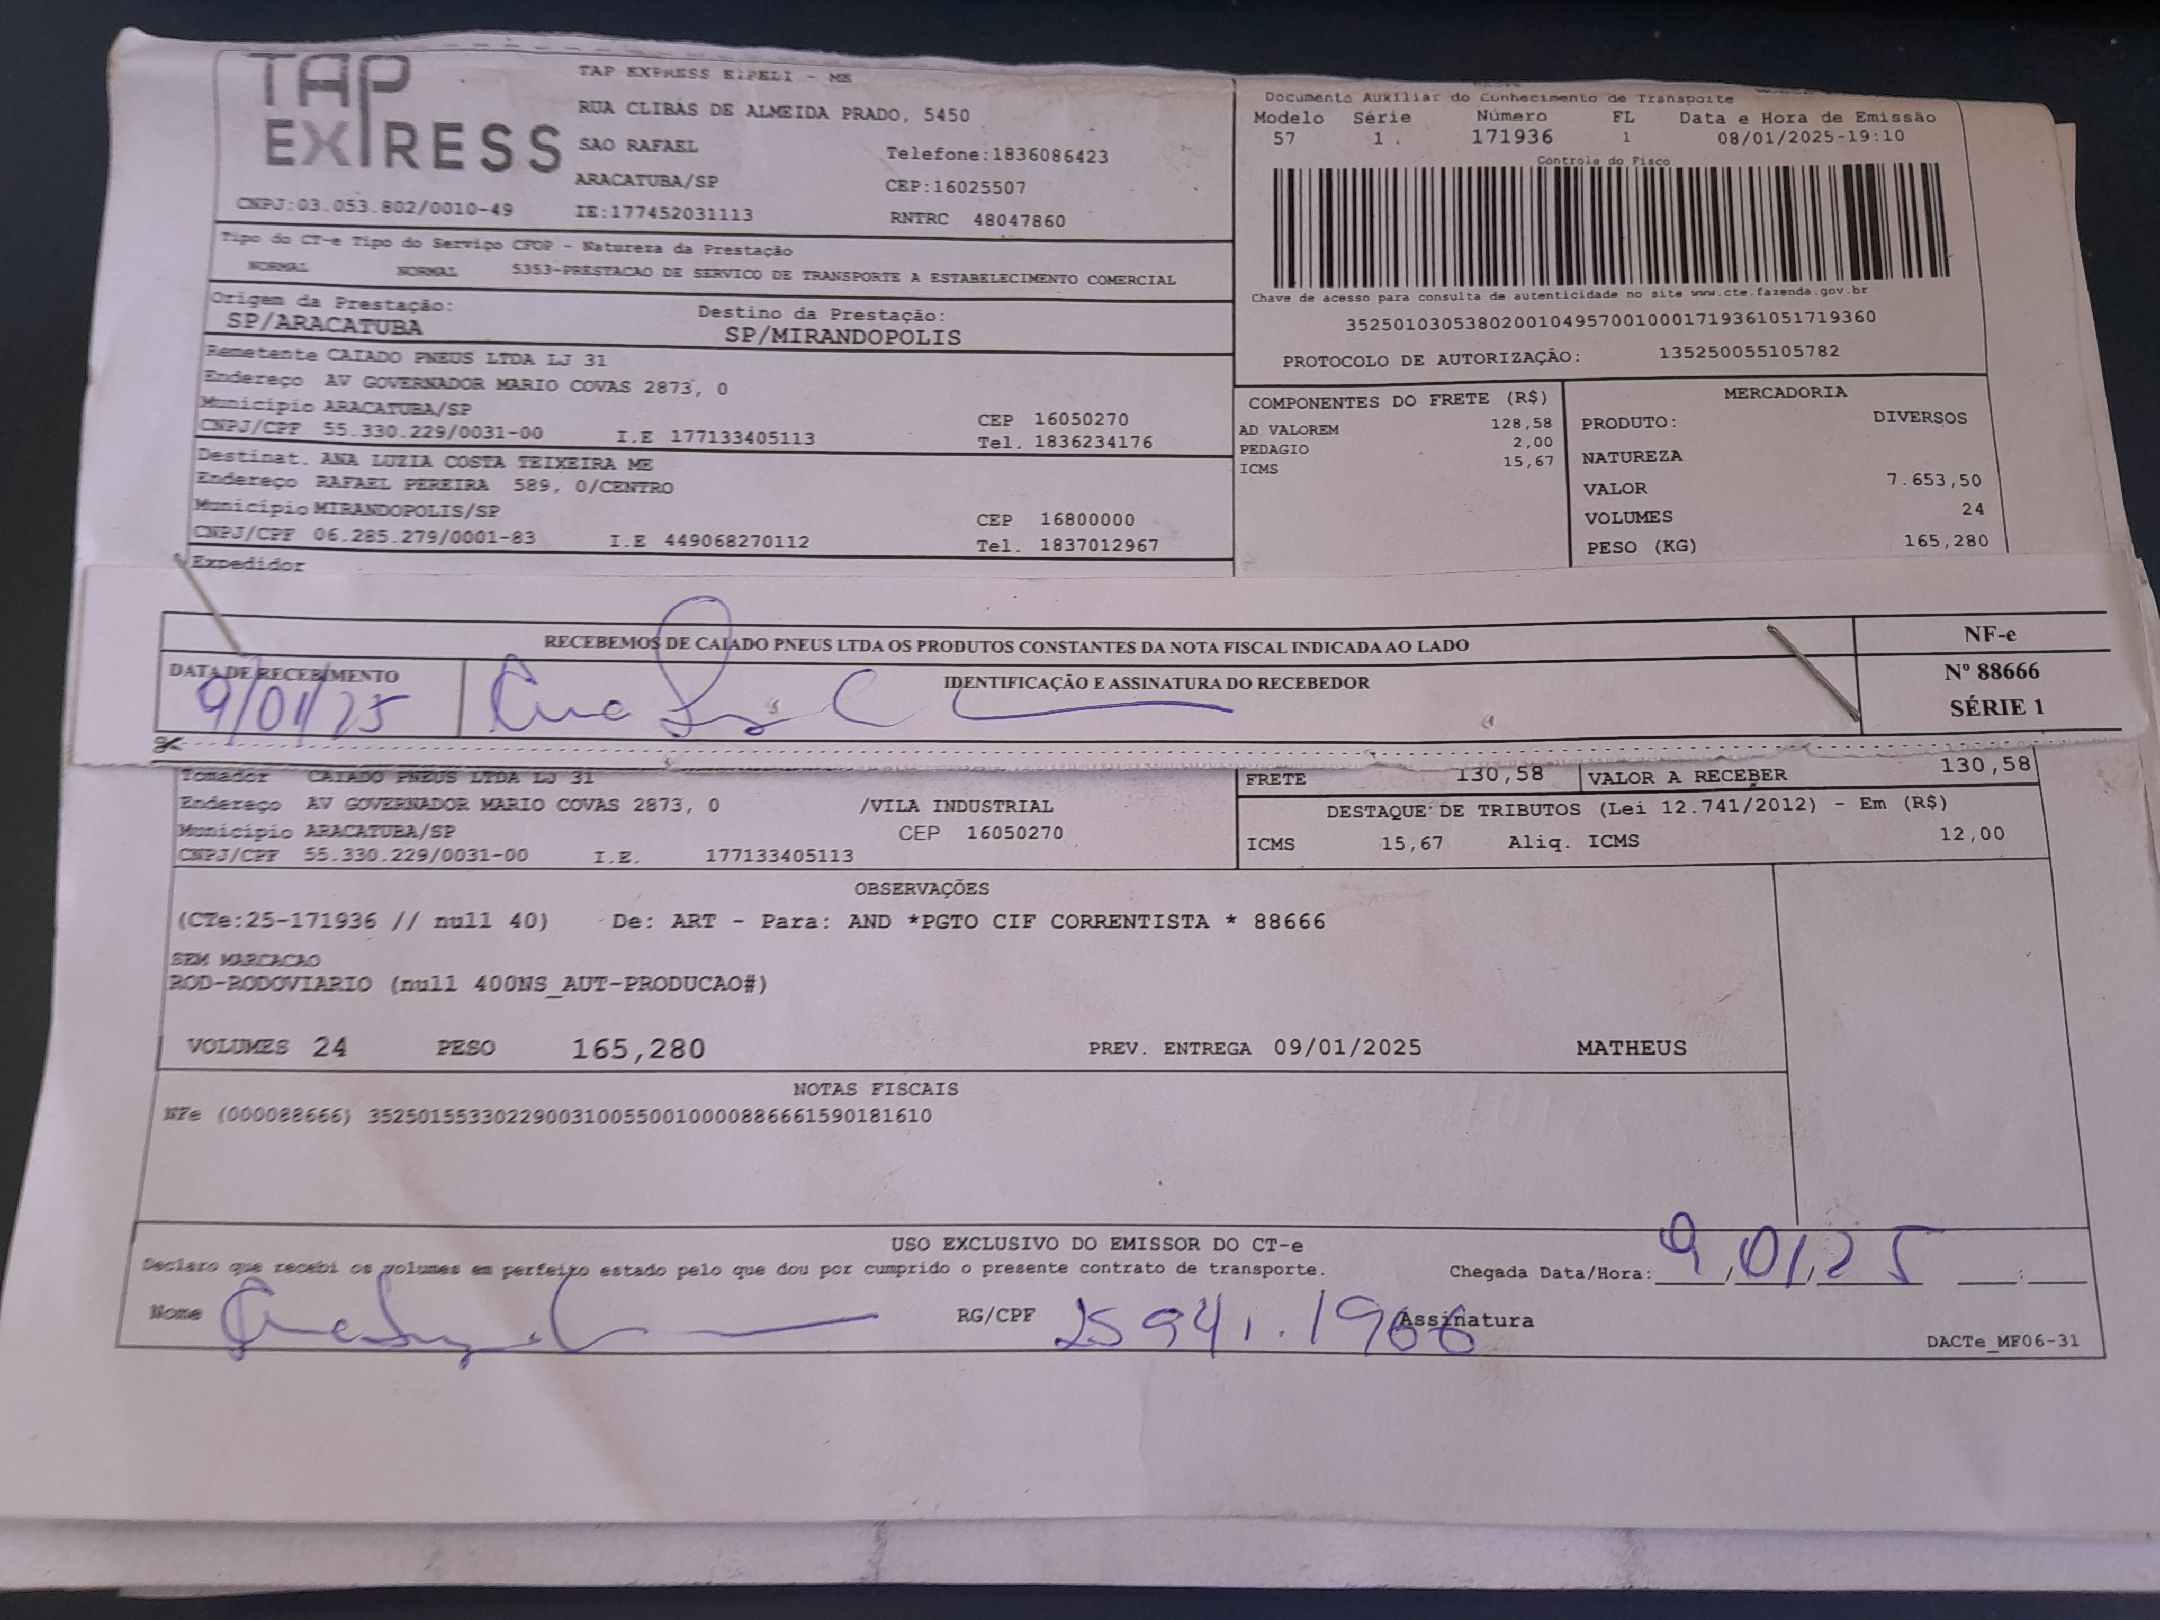 TAP EXPRESS
TAP EXPRESS EIRELI - ME
RUA CLIBAS DE ALMEIDA PRADO, 5450
SAO RAFAEL Telefone:1836086423
ARACATUBA/SP CEP:16025507
CNPJ:03.053.802/0010-49 IE:177452031113 RNTRC 48047860
Documento Auxiliar do Conhecimento de Transporte
Modelo Série Número FL Data e Hora de Emissão
57 1 . 171936 1 08/01/2025-19:10
Controle do Fisco
Chave de acesso para consulta de autenticidade no site www.cte.fazenda.gov.br
35250103053802001049570010001719361051719360
PROTOCOLO DE AUTORIZAÇÃO: 135250055105782
Tipo do CT-e Tipo do Serviço CFOP - Natureza da Prestação
NORMAL NORMAL 5353-PRESTACAO DE SERVICO DE TRANSPORTE A ESTABELECIMENTO COMERCIAL
Origem da Prestação: Destino da Prestação:
SP/ARACATUBA SP/MIRANDOPOLIS
Remetente CAIADO PNEUS LTDA LJ 31
Endereço AV GOVERNADOR MARIO COVAS 2873, 0
Município ARACATUBA/SP CEP 16050270
CNPJ/CPF 55.330.229/0031-00 I.E 177133405113 Tel. 1836234176
Destinat. ANA LUZIA COSTA TEIXEIRA ME
Endereço RAFAEL PEREIRA 589, 0/CENTRO
Município MIRANDOPOLIS/SP CEP 16800000
CNPJ/CPF 06.285.279/0001-83 I.E 449068270112 Tel. 1837012967
Expedidor
COMPONENTES DO FRETE (R$)
AD VALOREM 128,58
PEDAGIO 2,00
ICMS 15,67
MERCADORIA
PRODUTO: DIVERSOS
NATUREZA
VALOR 7.653,50
VOLUMES 24
PESO (KG) 165,280
RECEBEMOS DE CAIADO PNEUS LTDA OS PRODUTOS CONSTANTES DA NOTA FISCAL INDICADA AO LADO
DATA DE RECEBIMENTO IDENTIFICAÇÃO E ASSINATURA DO RECEBEDOR
9/01/25
NF-e
Nº 88666
SÉRIE 1
Tomador CAIADO PNEUS LTDA LJ 31
Endereço AV GOVERNADOR MARIO COVAS 2873, 0 /VILA INDUSTRIAL
Município ARACATUBA/SP CEP 16050270
CNPJ/CPF 55.330.229/0031-00 I.E. 177133405113
FRETE 130,58 VALOR A RECEBER 130,58
DESTAQUE DE TRIBUTOS (Lei 12.741/2012) - Em (R$)
ICMS 15,67 Aliq. ICMS 12,00
OBSERVAÇÕES
(CTe:25-171936 // null 40) De: ART - Para: AND *PGTO CIF CORRENTISTA * 88666
SEM MARCACAO
ROD-RODOVIARIO (null 400NS_AUT-PRODUCAO#)
VOLUMES 24 PESO 165,280 PREV. ENTREGA 09/01/2025 MATHEUS
NOTAS FISCAIS
NFe (000088666) 35250155330229003100550010000886661590181610
USO EXCLUSIVO DO EMISSOR DO CT-e
Declaro que recebi os volumes em perfeito estado pelo que dou por cumprido o presente contrato de transporte. Chegada Data/Hora: 9/01/25 :
Nome RG/CPF 25 941.1966 Assinatura
DACTe_MF06-31